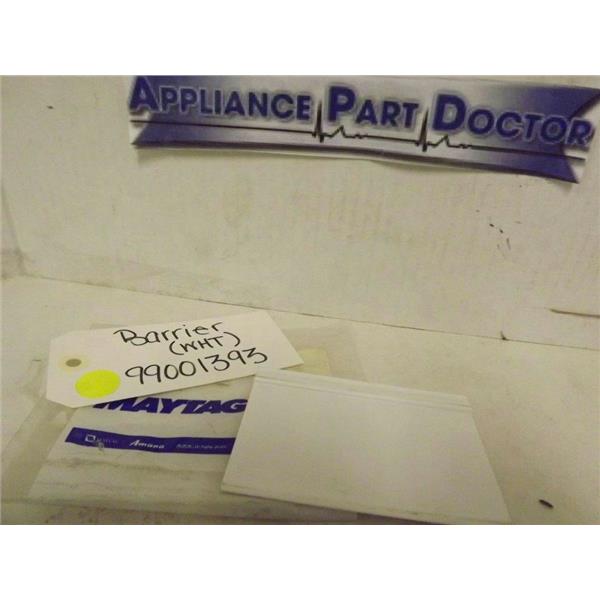 APPLIANCE PART DOCTOR
Barrier
(WHT)
99001393
MAYTAG
Amana